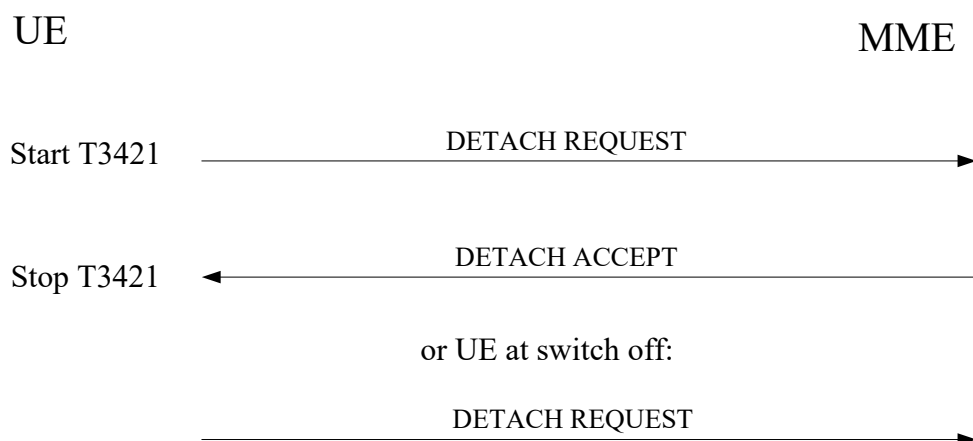 UE
MME
Start T3421
DETACH REQUEST
Stop T3421
DETACH ACCEPT
or UE at switch off:
DETACH REQUEST